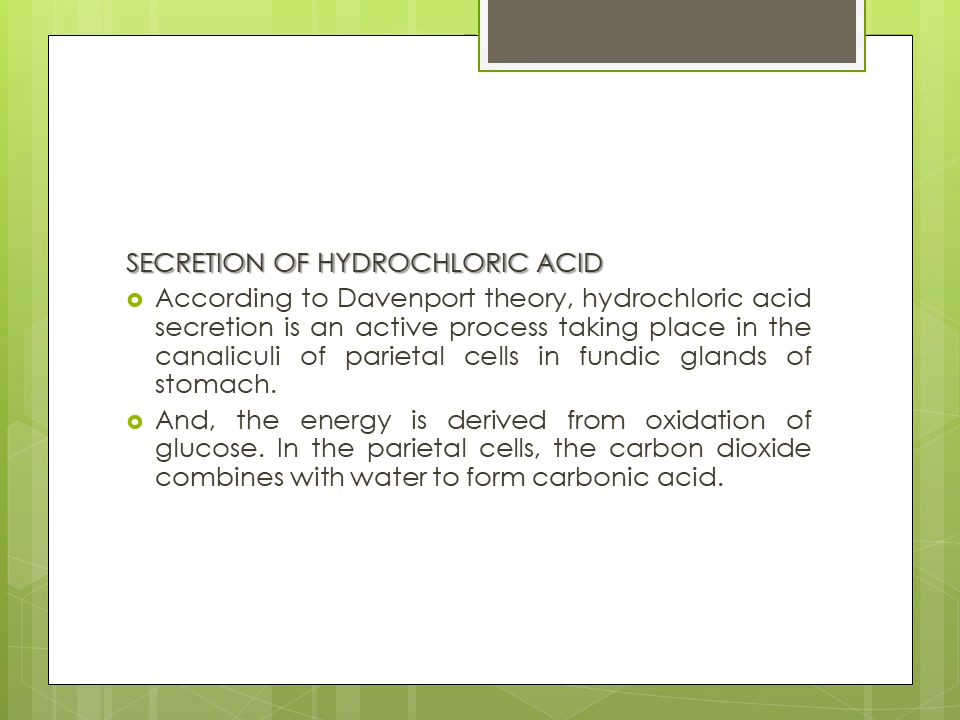 SECRETION OF HYDROCHLORIC ACID
According to Davenport theory, hydrochloric acid
secretion is an active process taking place in the
canaliculi of parietal cells in fundic glands of
stomach.
And, the energy is derived from oxidation of
glucose. In the parietal cells, the carbon dioxide
combines with water to form carbonic acid.